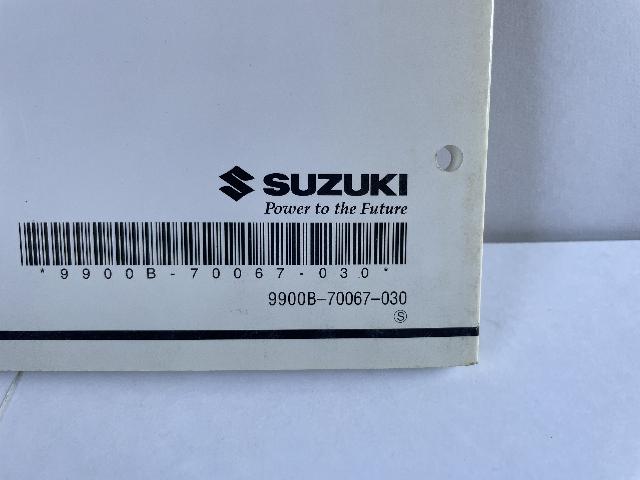 SUZUKI
Power to the Future
*9900B-70067-030*
9900B-70067-030
S